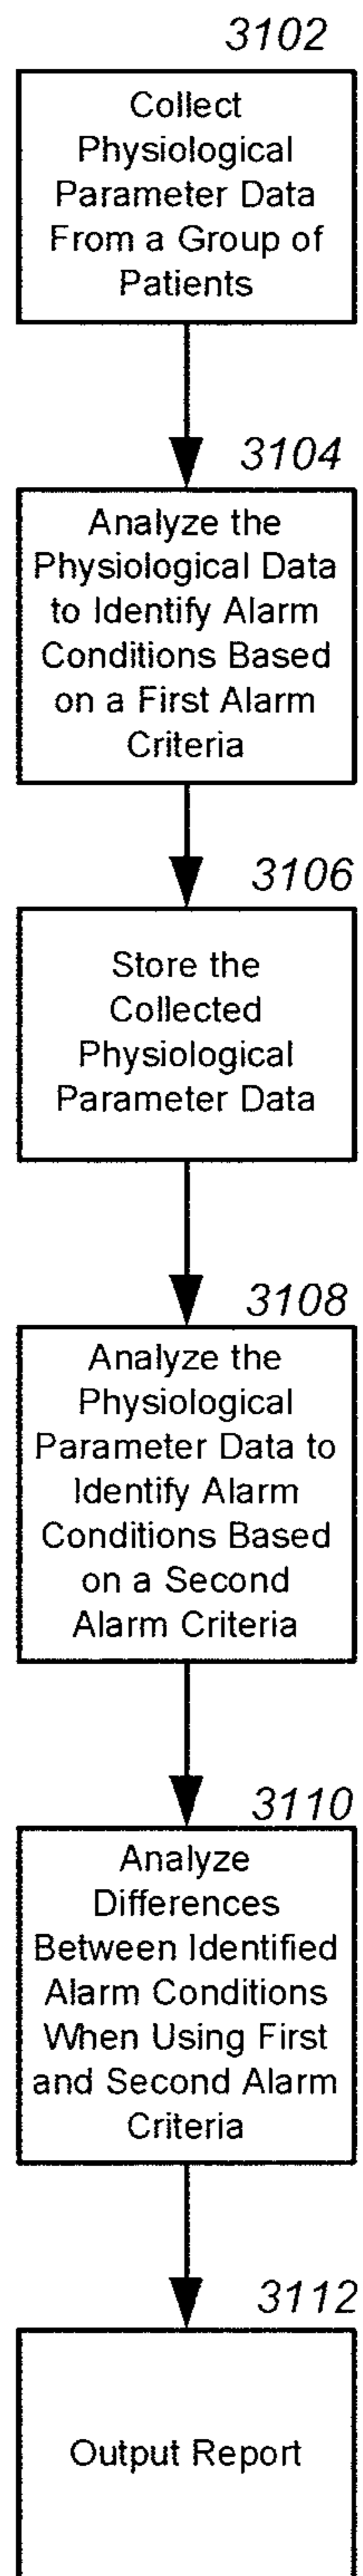 3102
Collect
Physiological
Parameter Data
From a Group of
Patients
3104
Analyze the
Physiological Data
to Identify Alarm
Conditions Based
on a First Alarm
Criteria
3106
Store the
Collected
Physiological
Parameter Data
3108
Analyze the
Physiological
Parameter Data to
Identify Alarm
Conditions Based
on a Second
Alarm Criteria
3110
Analyze
Differences
Between Identified
Alarm Conditions
When Using First
and Second Alarm
Criteria
3112
Output Report